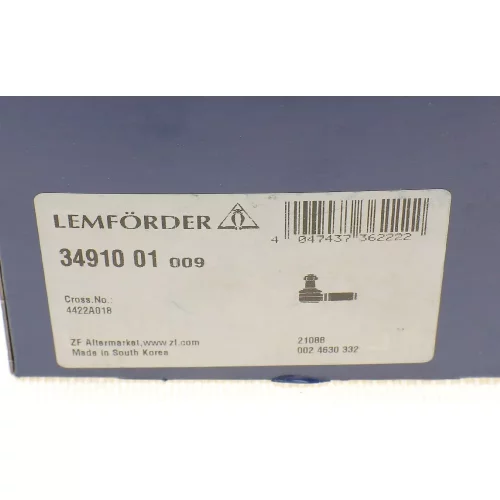 LEMFÖRDER
4 047437 362222
34910 01 009
Cross.No.:
4422A018
ZF Aftermarket,www.zf.com
Made in South Korea
21088
002 4630 332